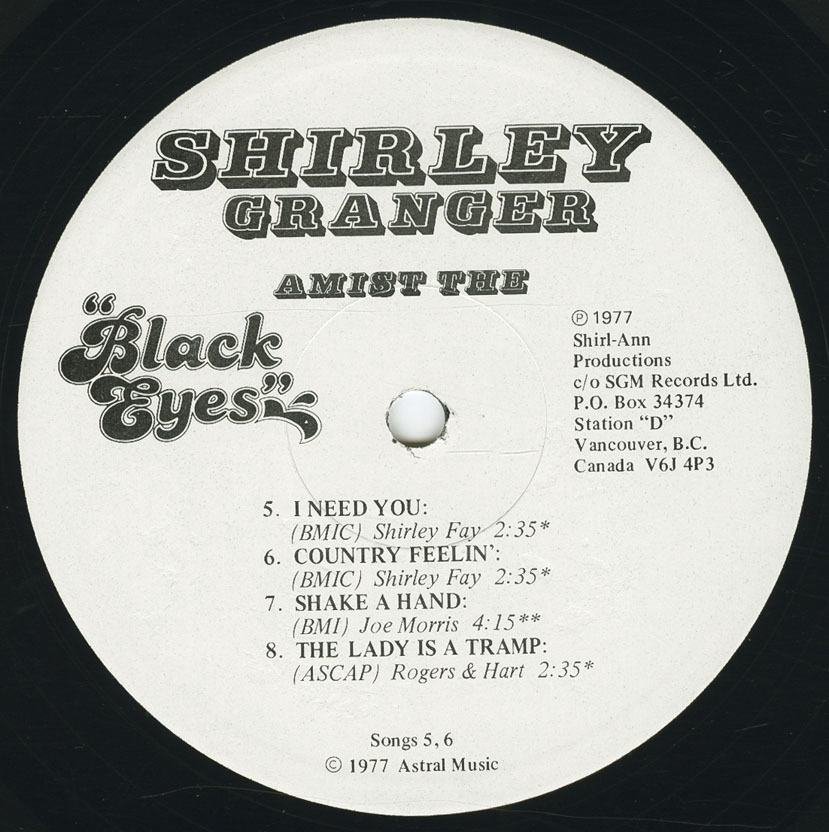 SHIRLEY
GRANGER
AMIST THE
“Black
Eyes”
Ⓟ 1977
Shirl-Ann
Productions
c/o SGM Records Ltd.
P.O. Box 34374
Station “D”
Vancouver, B.C.
Canada V6J 4P3
5. I NEED YOU:
(BMIC) Shirley Fay 2:35*
6. COUNTRY FEELIN’:
(BMIC) Shirley Fay 2:35*
7. SHAKE A HAND:
(BMI) Joe Morris 4:15**
8. THE LADY IS A TRAMP:
(ASCAP) Rogers & Hart 2:35*
Songs 5, 6
© 1977 Astral Music